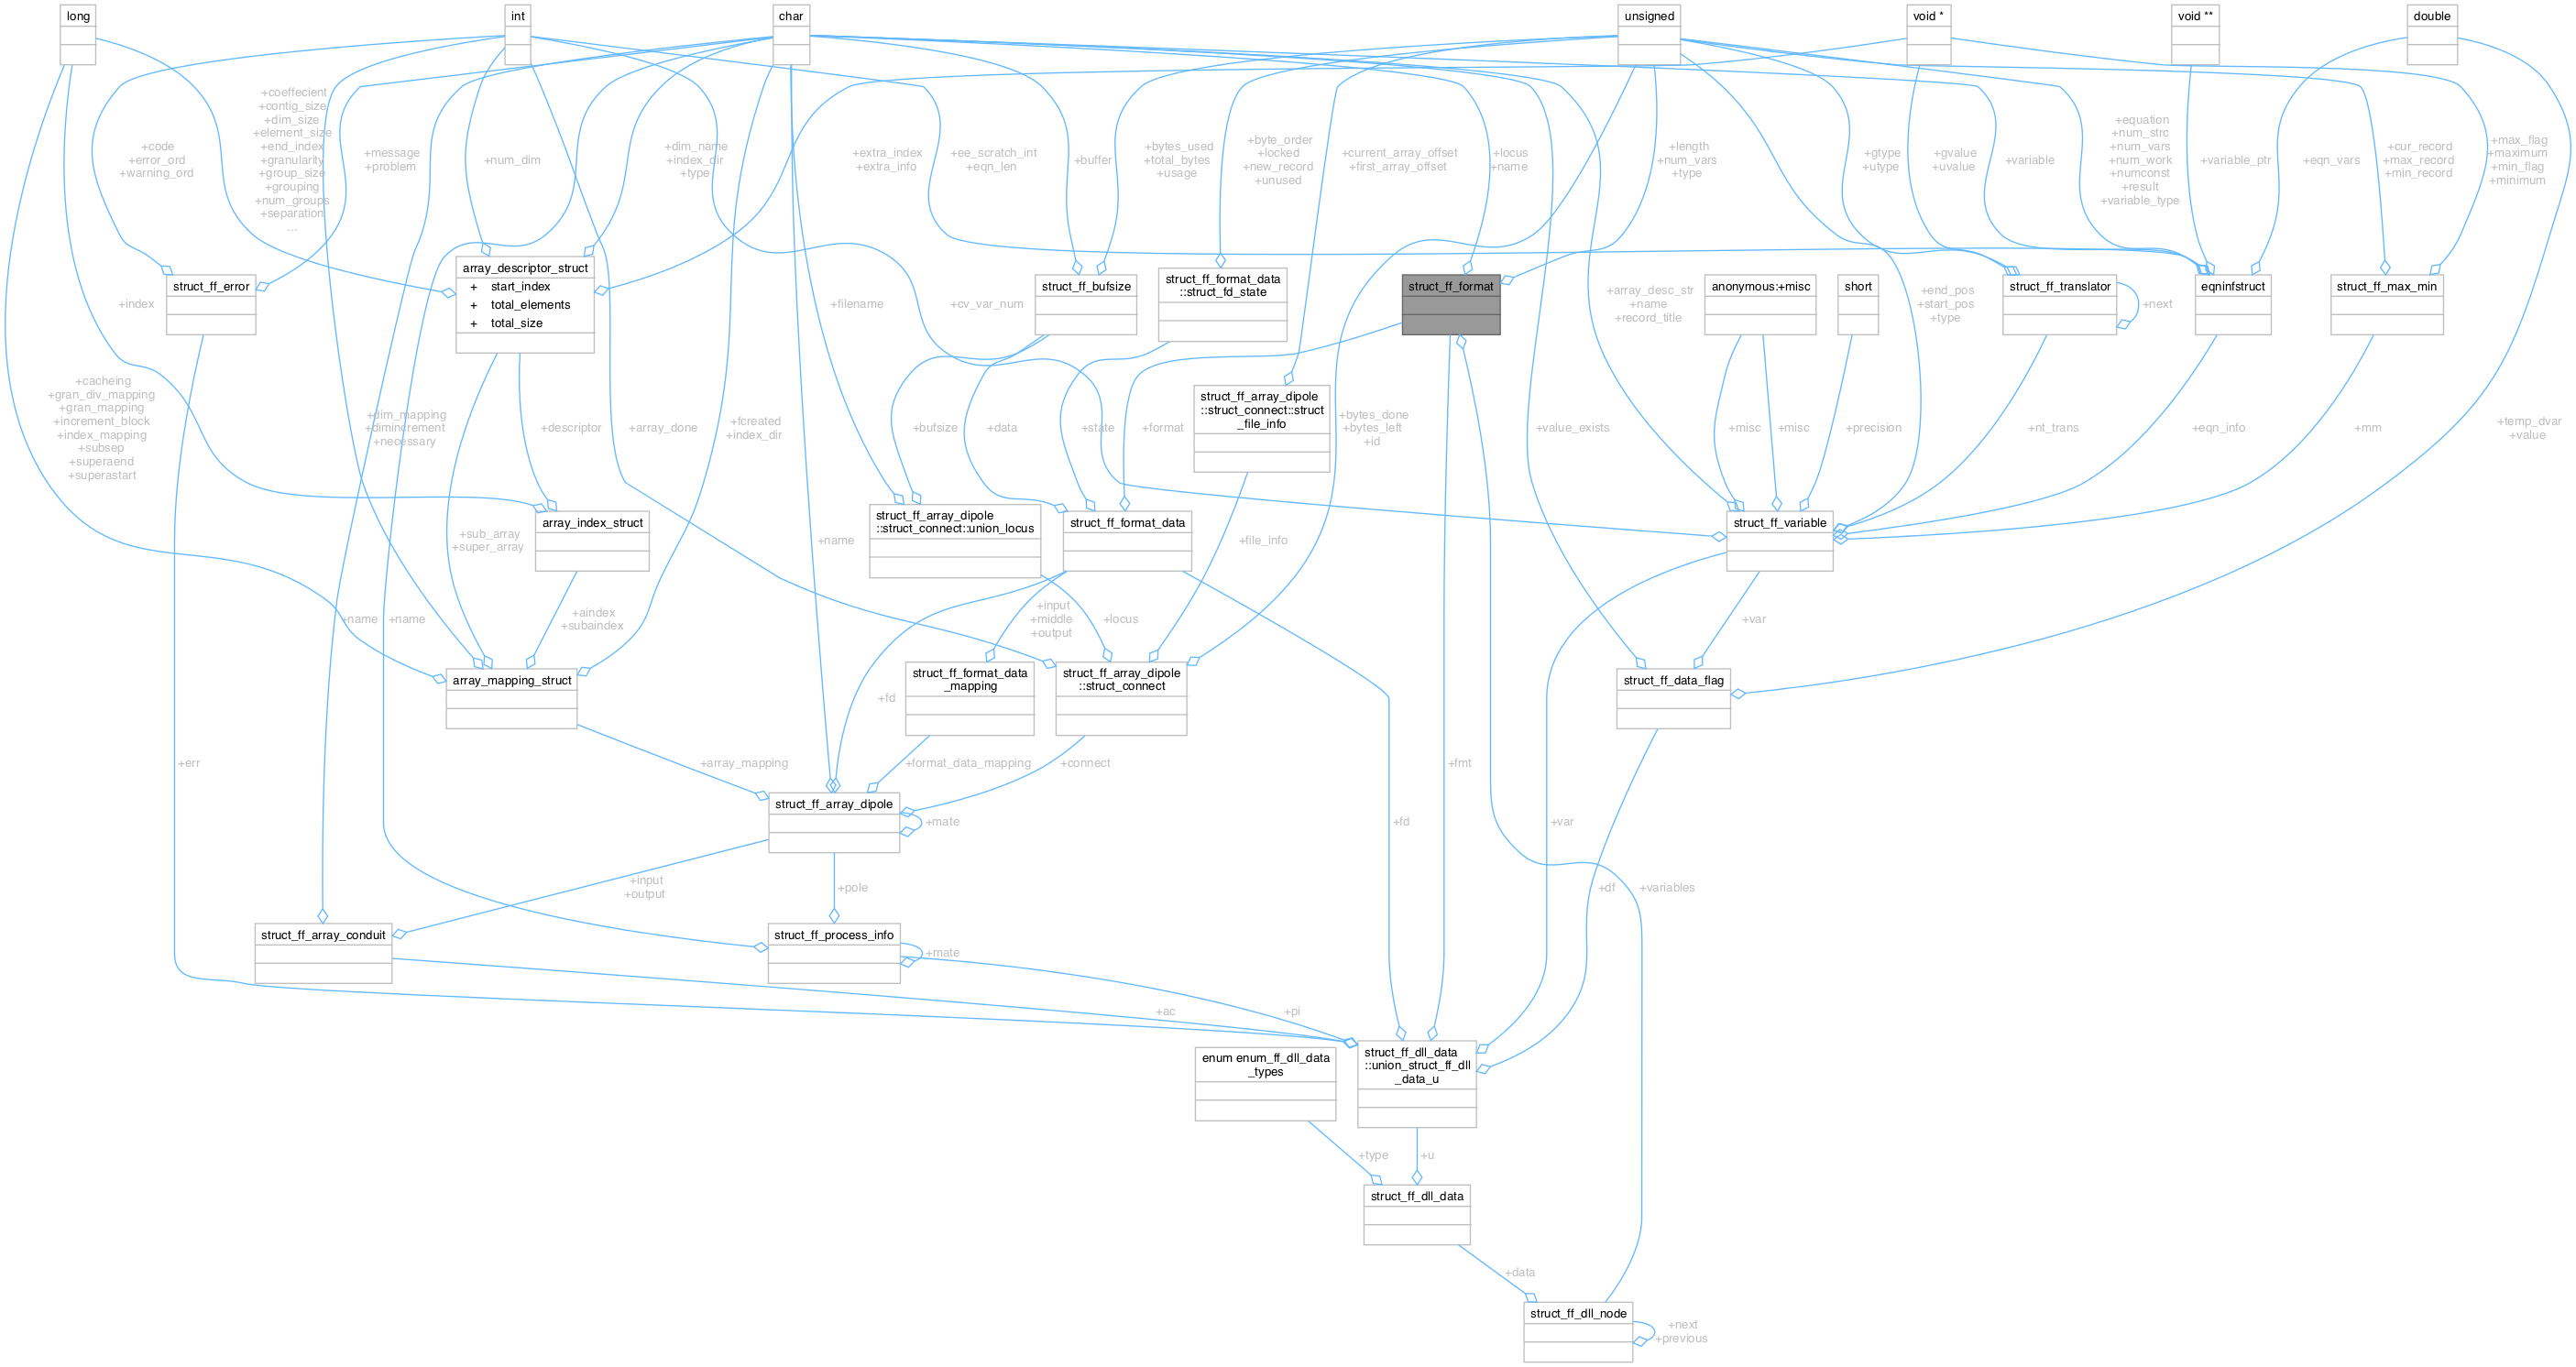 long
int
char
unsigned
void *
void **
double
+coeffecient
+contig_size
+dim_size
+element_size
+end_index
+granularity
+group_size
+grouping
+num_groups
+separation
...
+code
+error_ord
+warning_ord
+message
+problem
+num_dim
+dim_name
+index_dir
+type
+extra_index
+extra_info
+ee_scratch_int
+eqn_len
+buffer
+bytes_used
+total_bytes
+usage
+byte_order
+locked
+new_record
+unused
+current_array_offset
+first_array_offset
+locus
+name
+length
+num_vars
+type
+gtype
+utype
+gvalue
+uvalue
+variable
+equation
+num_strc
+num_vars
+num_work
+numconst
+result
+variable_type
+variable_ptr
+eqn_vars
+cur_record
+max_record
+min_record
+max_flag
+maximum
+min_flag
+minimum
+index
struct_ff_error
array_descriptor_struct
+ start_index
+ total_elements
+ total_size
+filename
+cv_var_num
struct_ff_bufsize
struct_ff_format_data
::struct_fd_state
struct_ff_format
+array_desc_str
+name
+record_title
anonymous:+misc
short
+end_pos
+start_pos
+type
struct_ff_translator
+next
eqninfstruct
struct_ff_max_min
+cacheing
+gran_div_mapping
+gran_mapping
+increment_block
+index_mapping
+subsep
+superaend
+superastart
+dim_mapping
+dimincrement
+necessary
+descriptor
+array_done
+fcreated
+index_dir
+bufsize
+data
+state
+format
struct_ff_array_dipole
::struct_connect::struct
_file_info
+bytes_done
+bytes_left
+id
+value_exists
+misc
+misc
+precision
+nt_trans
+eqn_info
+mm
+temp_dvar
+value
+sub_array
+super_array
array_index_struct
+name
struct_ff_array_dipole
::struct_connect::union_locus
struct_ff_format_data
+file_info
struct_ff_variable
+name
+name
+aindex
+subaindex
+input
+middle
+output
+locus
+var
array_mapping_struct
+fd
struct_ff_format_data
_mapping
struct_ff_array_dipole
::struct_connect
struct_ff_data_flag
+err
+array_mapping
+format_data_mapping
+connect
+fmt
struct_ff_array_dipole
+mate
+fd
+var
+input
+output
+pole
+df
+variables
struct_ff_array_conduit
struct_ff_process_info
+mate
+ac
+pi
enum enum_ff_dll_data
_types
struct_ff_dll_data
::union_struct_ff_dll
_data_u
+type
+u
struct_ff_dll_data
+data
struct_ff_dll_node
+next
+previous